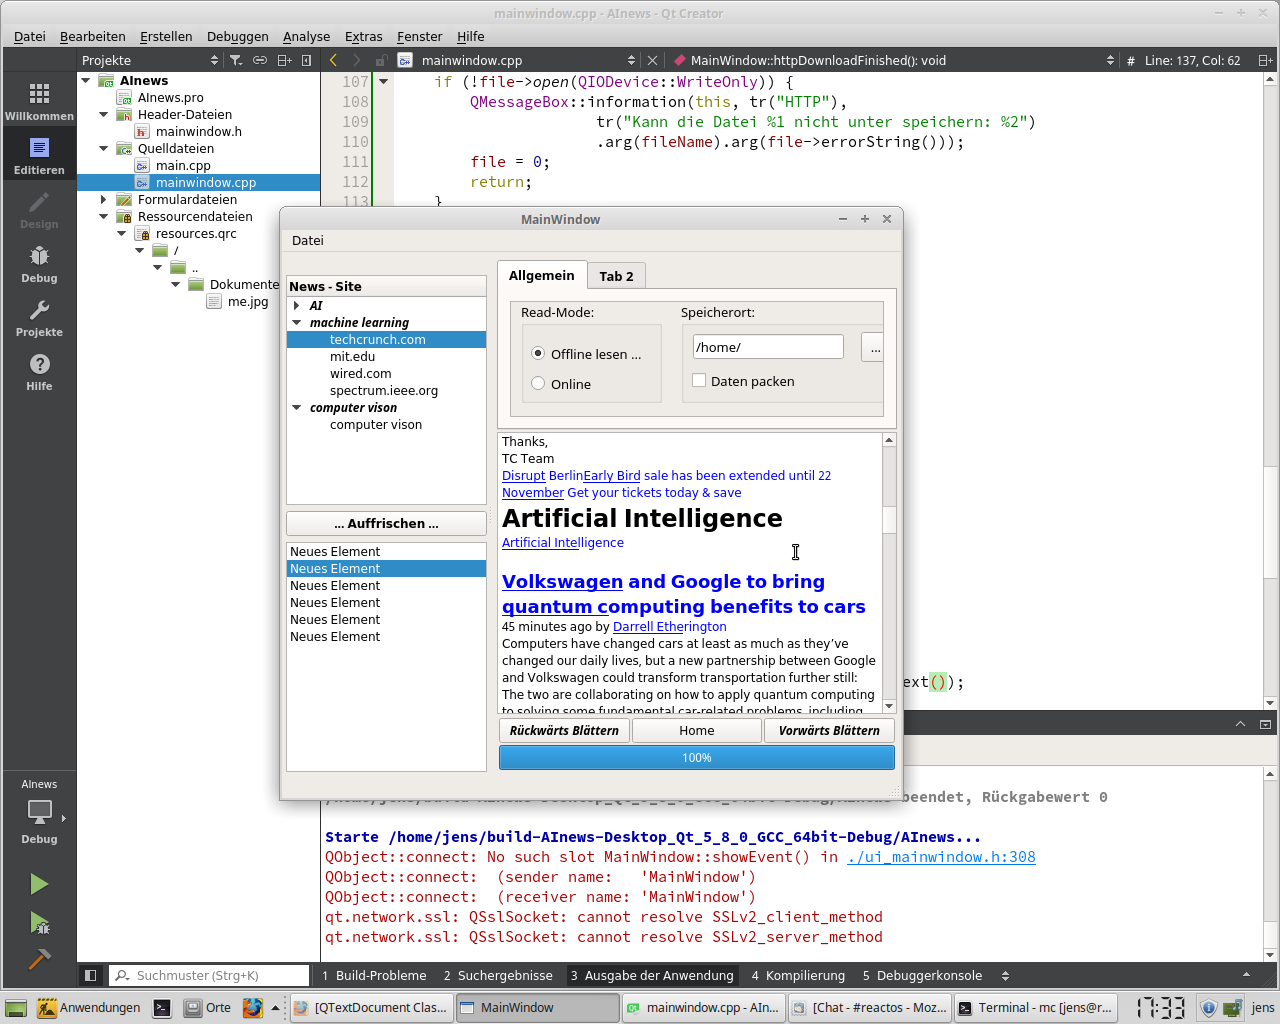 mainwindow.cpp - AInews - Qt Creator
Datei Bearbeiten Erstellen Debuggen Analyse Extras Fenster Hilfe
Projekte mainwindow.cpp MainWindow::httpDownloadFinished(): void # Line: 137, Col: 62
Willkommen
Editieren
Design
Debug
Projekte
Hilfe
AInews
Debug
AInews
AInews.pro
Header-Dateien
mainwindow.h
Quelldateien
main.cpp
mainwindow.cpp
Formulardateien
Ressourcendateien
resources.qrc
/
..
Dokumente
me.jpg
107 if (!file->open(QIODevice::WriteOnly)) {
108 QMessageBox::information(this, tr("HTTP"),
109 tr("Kann die Datei %1 nicht unter speichern: %2")
110 .arg(fileName).arg(file->errorString()));
111 file = 0;
112 return;
113 }
ext());
MainWindow
Datei
News - Site
AI
machine learning
techcrunch.com
mit.edu
wired.com
spectrum.ieee.org
computer vison
computer vison
... Auffrischen ...
Neues Element
Neues Element
Neues Element
Neues Element
Neues Element
Neues Element
Allgemein Tab 2
Read-Mode: Speicherort:
Offline lesen ... /home/ ...
Online Daten packen
Thanks,
TC Team
Disrupt BerlinEarly Bird sale has been extended until 22
November Get your tickets today & save
Artificial Intelligence
Artificial Intelligence
Volkswagen and Google to bring
quantum computing benefits to cars
45 minutes ago by Darrell Etherington
Computers have changed cars at least as much as they’ve
changed our daily lives, but a new partnership between Google
and Volkswagen could transform transportation further still:
The two are collaborating on how to apply quantum computing
to solving some fundamental car-related problems, including
Rückwärts Blättern Home Vorwärts Blättern
100%
/home/jens/build-AInews-Desktop_Qt_5_8_0_GCC_64bit-Debug/AInews beendet, Rückgabewert 0
Starte /home/jens/build-AInews-Desktop_Qt_5_8_0_GCC_64bit-Debug/AInews...
QObject::connect: No such slot MainWindow::showEvent() in ./ui_mainwindow.h:308
QObject::connect:  (sender name:   'MainWindow')
QObject::connect:  (receiver name: 'MainWindow')
qt.network.ssl: QSslSocket: cannot resolve SSLv2_client_method
qt.network.ssl: QSslSocket: cannot resolve SSLv2_server_method
Suchmuster (Strg+K) 1 Build-Probleme 2 Suchergebnisse 3 Ausgabe der Anwendung 4 Kompilierung 5 Debuggerkonsole
Anwendungen Orte [QTextDocument Clas... MainWindow mainwindow.cpp - AIn... [Chat - #reactos - Moz... Terminal - mc [jens@r... 17:33 jens